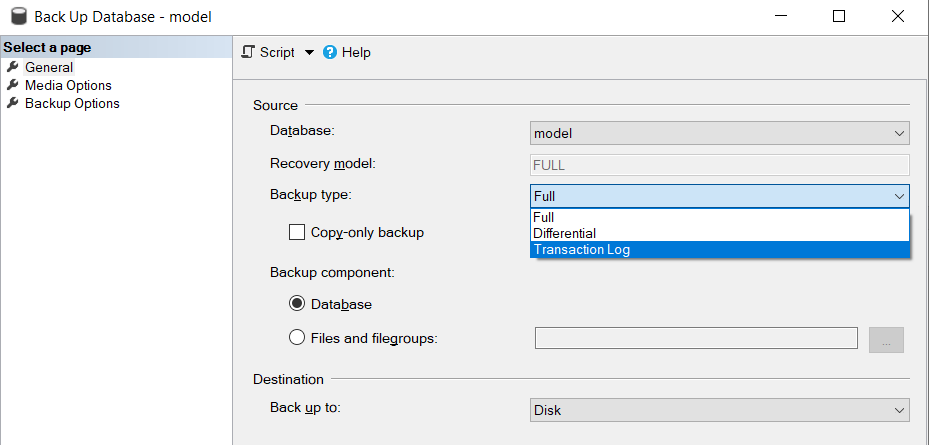 Back Up Database - model
Select a page
General
Media Options
Backup Options
Script
Help
Source
Database:
model
Recovery model:
FULL
Backup type:
Full
Full
Differential
Transaction Log
Copy-only backup
Backup component:
Database
Files and filegroups:
...
Destination
Back up to:
Disk